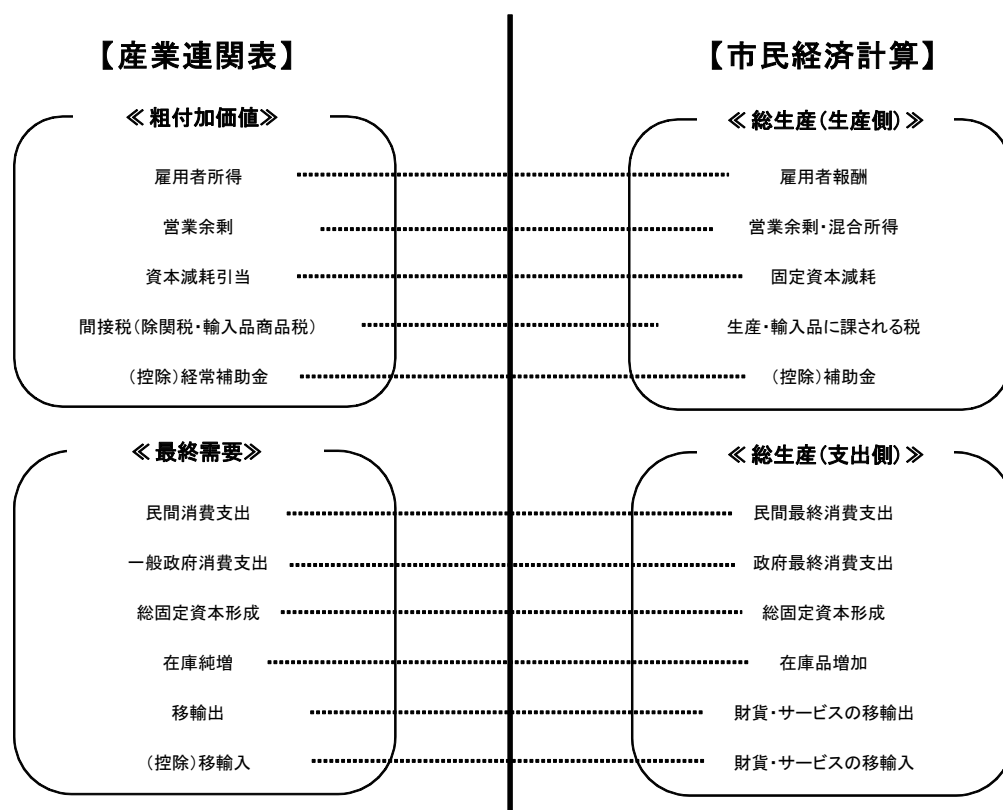 【産業連関表】
【市民経済計算】
≪粗付加価値≫
≪総生産(生産側)≫
雇用者所得
雇用者報酬
営業余剰
営業余剰・混合所得
資本減耗引当
固定資本減耗
間接税(除関税・輸入品商品税)
生産・輸入品に課される税
(控除)経常補助金
(控除)補助金
≪最終需要≫
≪総生産(支出側)≫
民間消費支出
民間最終消費支出
一般政府消費支出
政府最終消費支出
総固定資本形成
総固定資本形成
在庫純増
在庫品増加
移輸出
財貨・サービスの移輸出
(控除)移輸入
財貨・サービスの移輸入